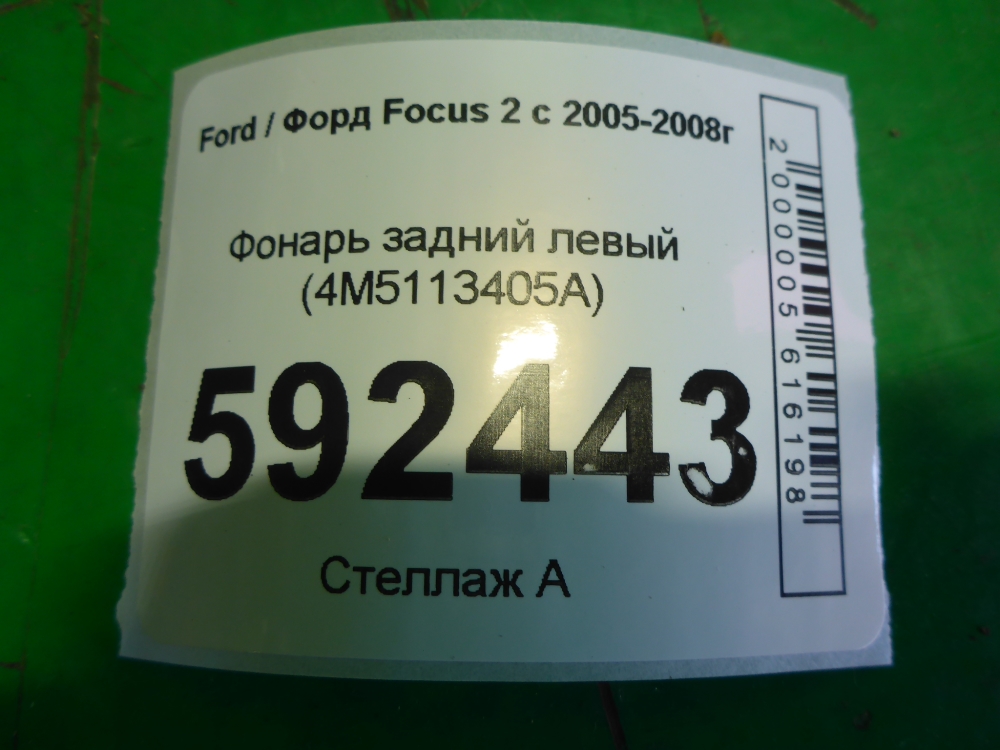 Ford / Форд Focus 2 с 2005-2008г
Фонарь задний левый
(4M5113405A)
592443
Стеллаж А
2000005616198